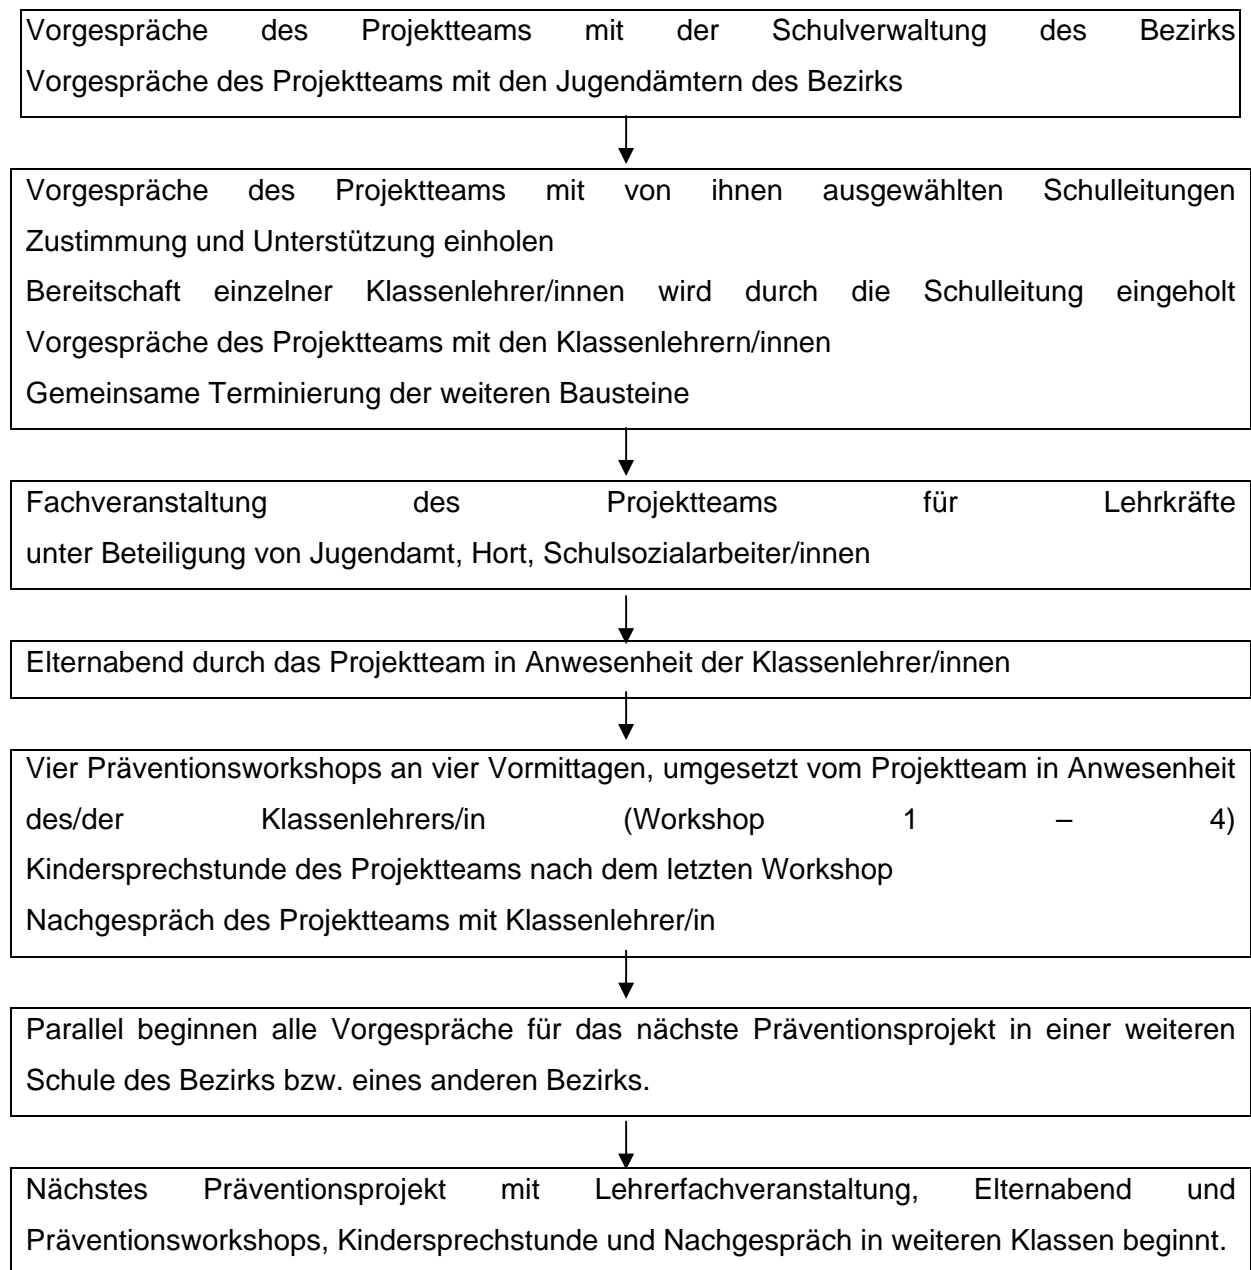 Vorgespräche des Projektteams mit der Schulverwaltung des Bezirks
Vorgespräche des Projektteams mit den Jugendämtern des Bezirks
Vorgespräche des Projektteams mit von ihnen ausgewählten Schulleitungen
Zustimmung und Unterstützung einholen
Bereitschaft einzelner Klassenlehrer/innen wird durch die Schulleitung eingeholt
Vorgespräche des Projektteams mit den Klassenlehrern/innen
Gemeinsame Terminierung der weiteren Bausteine
Fachveranstaltung des Projektteams für Lehrkräfte
unter Beteiligung von Jugendamt, Hort, Schulsozialarbeiter/innen
Elternabend durch das Projektteam in Anwesenheit der Klassenlehrer/innen
Vier Präventionsworkshops an vier Vormittagen, umgesetzt vom Projektteam in Anwesenheit
des/der Klassenlehrers/in (Workshop 1 – 4)
Kindersprechstunde des Projektteams nach dem letzten Workshop
Nachgespräch des Projektteams mit Klassenlehrer/in
Parallel beginnen alle Vorgespräche für das nächste Präventionsprojekt in einer weiteren
Schule des Bezirks bzw. eines anderen Bezirks.
Nächstes Präventionsprojekt mit Lehrerfachveranstaltung, Elternabend und
Präventionsworkshops, Kindersprechstunde und Nachgespräch in weiteren Klassen beginnt.